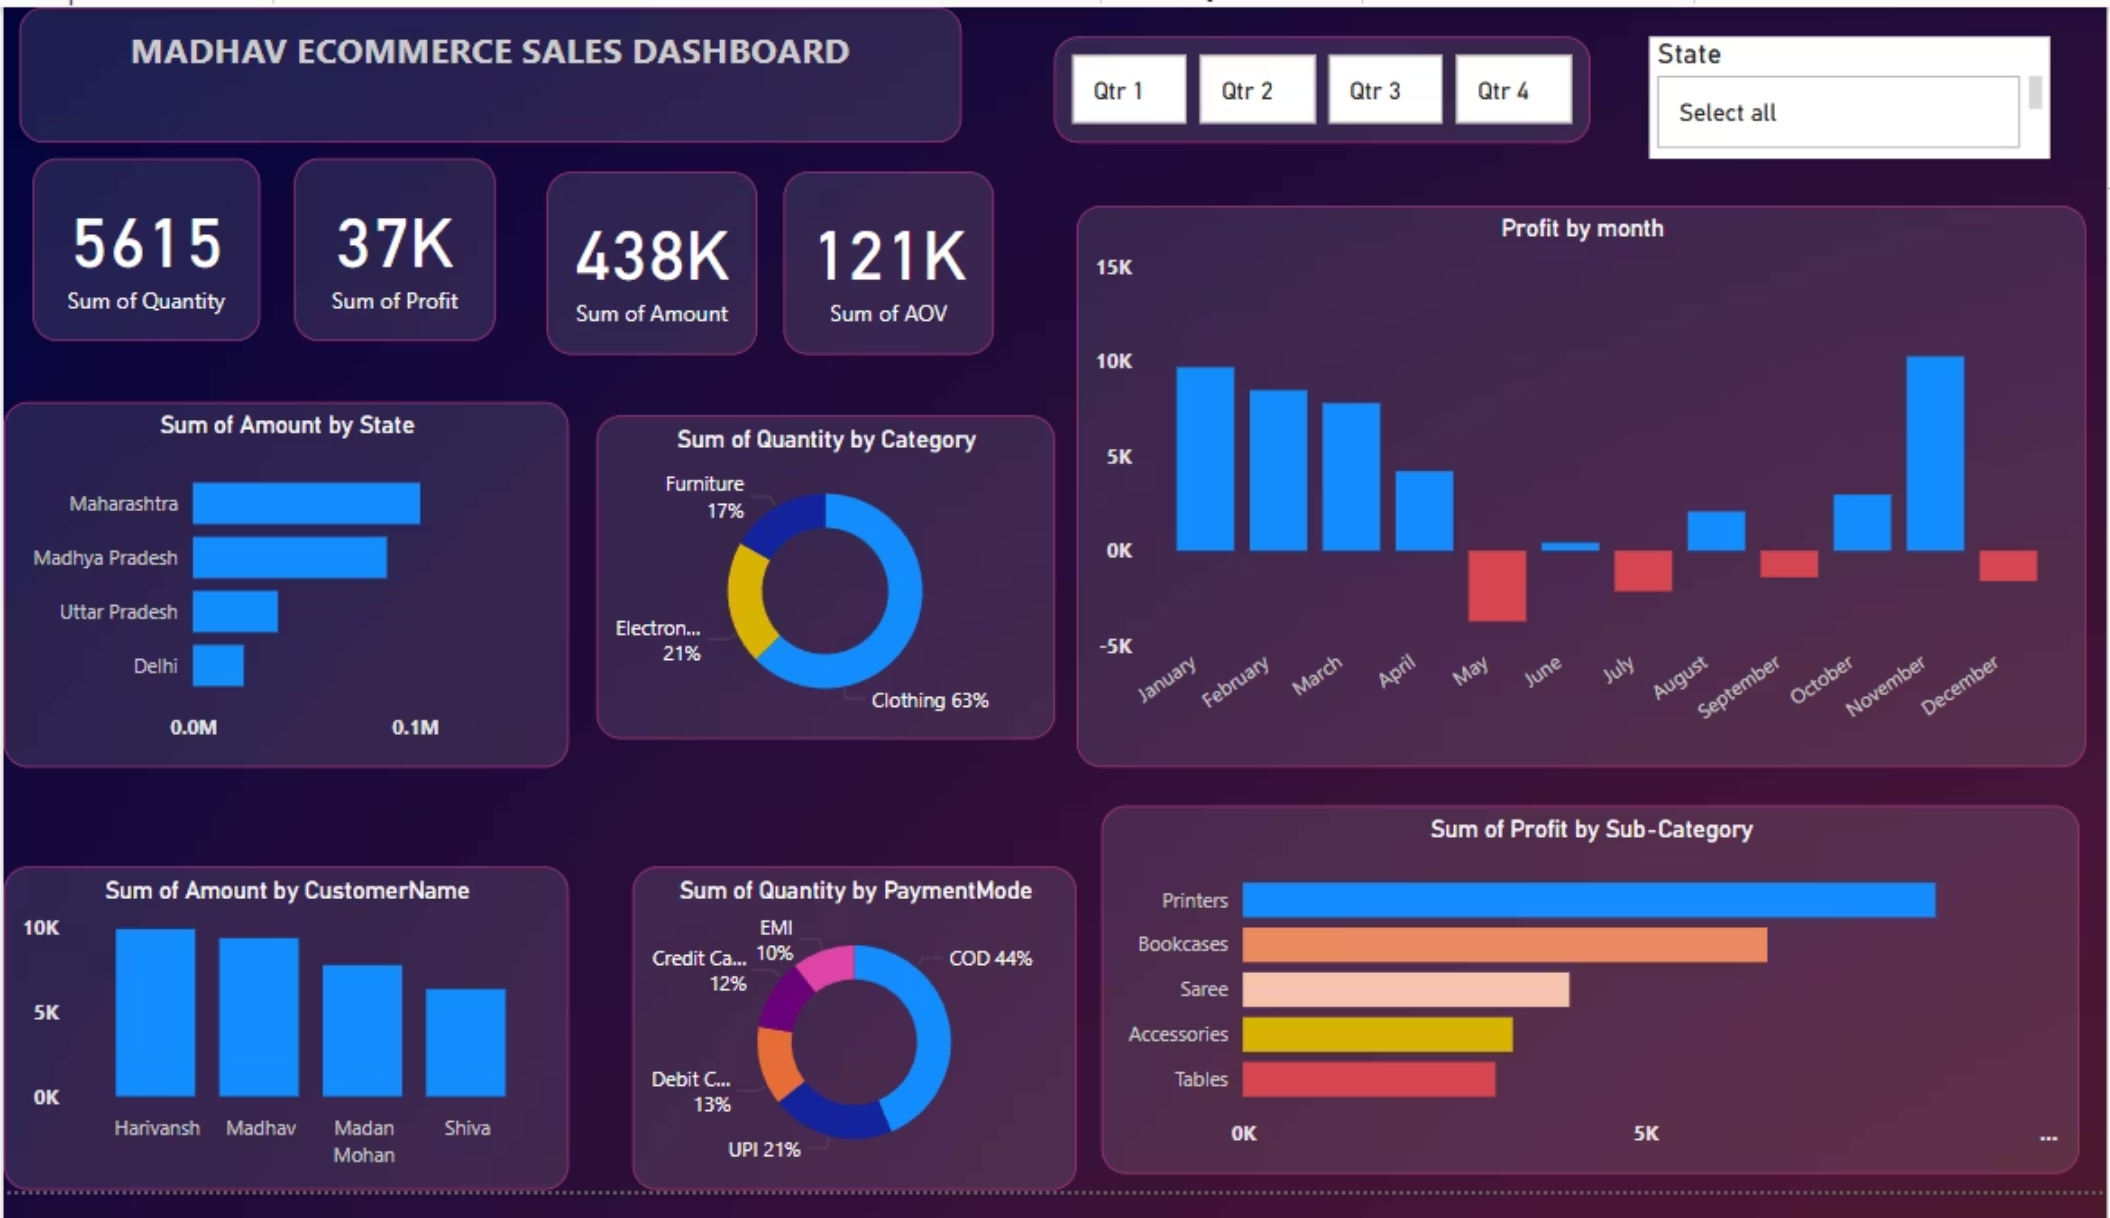 MADHAV ECOMMERCE SALES DASHBOARD
Qtr 1
Qtr 2
Qtr 3
Qtr 4
State
Select all
5615
Sum of Quantity
37K
Sum of Profit
438K
Sum of Amount
121K
Sum of AOV
Profit by month
15K
10K
5K
0K
-5K
January
February
March
April
May
June
July
August
September
October
November
December
Sum of Amount by State
Maharashtra
Madhya Pradesh
Uttar Pradesh
Delhi
0.0M
0.1M
Sum of Quantity by Category
Furniture
17%
Electron...
21%
Clothing 63%
Sum of Amount by CustomerName
10K
5K
0K
Harivansh
Madhav
Madan
Mohan
Shiva
Sum of Quantity by PaymentMode
EMI
10%
Credit Ca...
12%
COD 44%
Debit C...
13%
UPI 21%
Sum of Profit by Sub-Category
Printers
Bookcases
Saree
Accessories
Tables
0K
5K
...